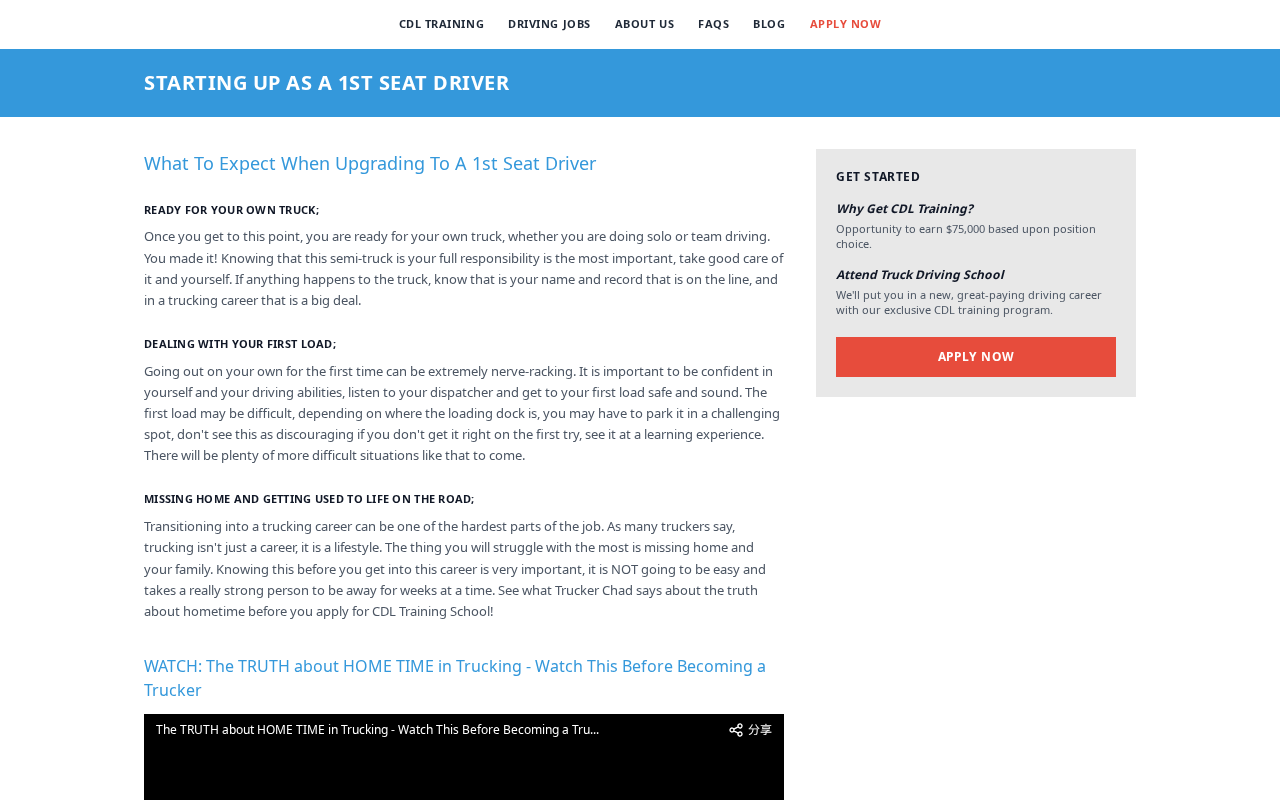 CDL TRAINING DRIVING JOBS ABOUT US FAQS BLOG APPLY NOW
STARTING UP AS A 1ST SEAT DRIVER
What To Expect When Upgrading To A 1st Seat Driver
READY FOR YOUR OWN TRUCK;
Once you get to this point, you are ready for your own truck, whether you are doing solo or team driving.
You made it! Knowing that this semi-truck is your full responsibility is the most important, take good care of
it and yourself. If anything happens to the truck, know that is your name and record that is on the line, and
in a trucking career that is a big deal.
DEALING WITH YOUR FIRST LOAD;
Going out on your own for the first time can be extremely nerve-racking. It is important to be confident in
yourself and your driving abilities, listen to your dispatcher and get to your first load safe and sound. The
first load may be difficult, depending on where the loading dock is, you may have to park it in a challenging
spot, don't see this as discouraging if you don't get it right on the first try, see it at a learning experience.
There will be plenty of more difficult situations like that to come.
MISSING HOME AND GETTING USED TO LIFE ON THE ROAD;
Transitioning into a trucking career can be one of the hardest parts of the job. As many truckers say,
trucking isn't just a career, it is a lifestyle. The thing you will struggle with the most is missing home and
your family. Knowing this before you get into this career is very important, it is NOT going to be easy and
takes a really strong person to be away for weeks at a time. See what Trucker Chad says about the truth
about hometime before you apply for CDL Training School!
WATCH: The TRUTH about HOME TIME in Trucking - Watch This Before Becoming a
Trucker
The TRUTH about HOME TIME in Trucking - Watch This Before Becoming a Tru...
分享
GET STARTED
Why Get CDL Training?
Opportunity to earn $75,000 based upon position
choice.
Attend Truck Driving School
We'll put you in a new, great-paying driving career
with our exclusive CDL training program.
APPLY NOW